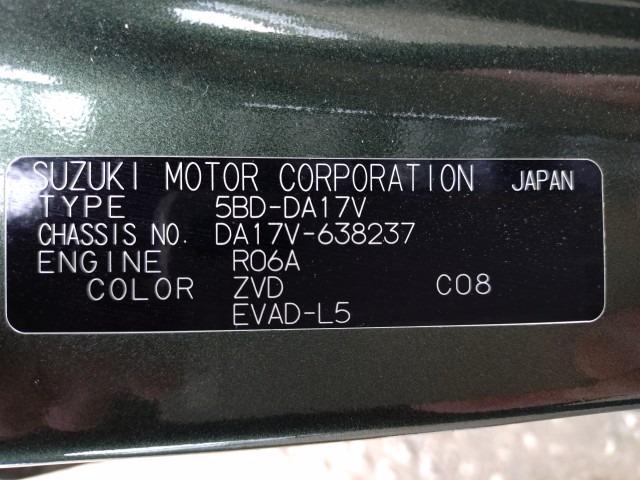 SUZUKI MOTOR CORPORATION JAPAN
TYPE 5BD-DA17V
CHASSIS NO. DA17V-638237
ENGINE R06A
COLOR ZVD C08
EVAD-L5